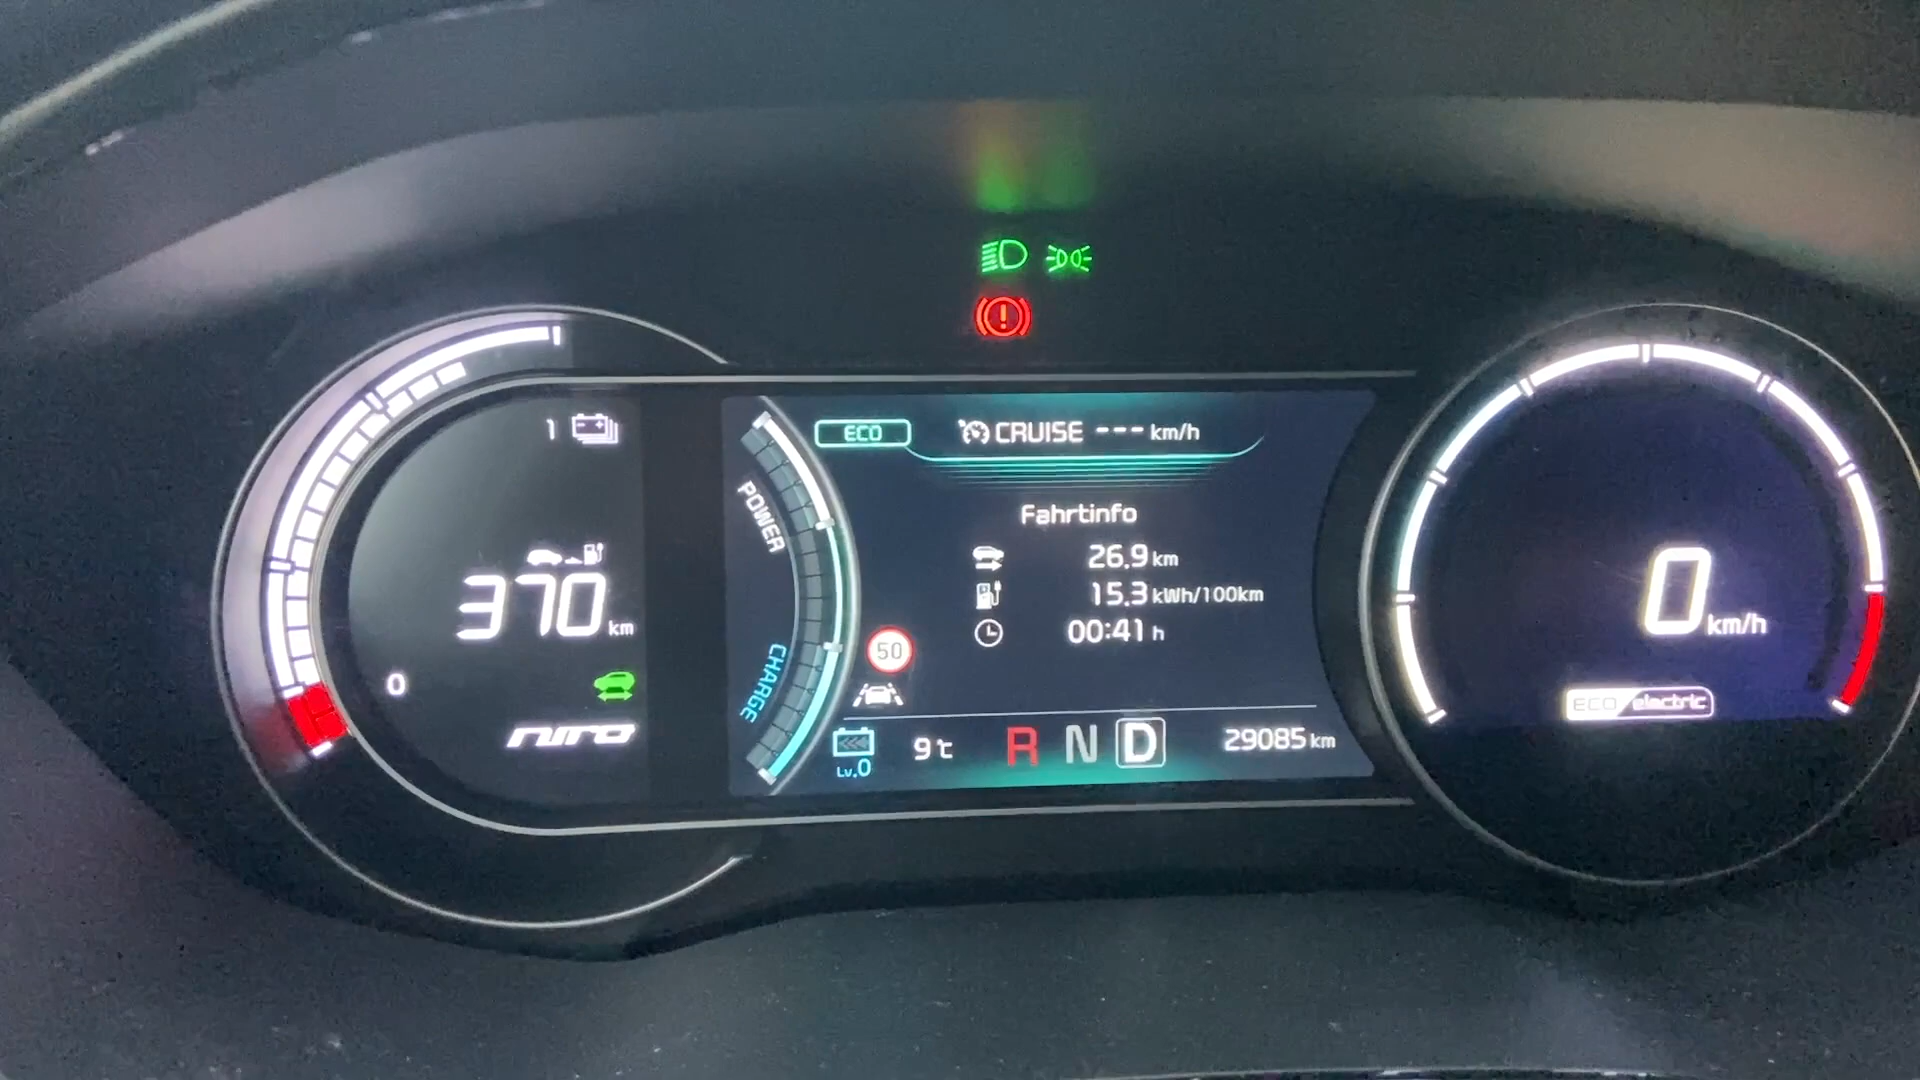 1
370 km
0
niro
POWER
CHARGE
ECO
CRUISE --- km/h
Fahrtinfo
26.9 km
15.3 kWh/100km
00:41 h
50
Lv.0
9℃
R N D
29085 km
0 km/h
ECO electric